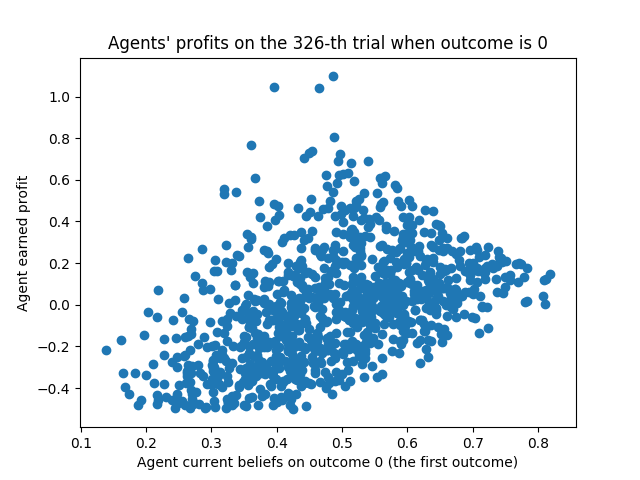 Agents' profits on the 326-th trial when outcome is 0
1.0
0.8
0.6
0.4
0.2
0.0
−0.2
−0.4
Agent earned profit
0.1 0.2 0.3 0.4 0.5 0.6 0.7 0.8
Agent current beliefs on outcome 0 (the first outcome)